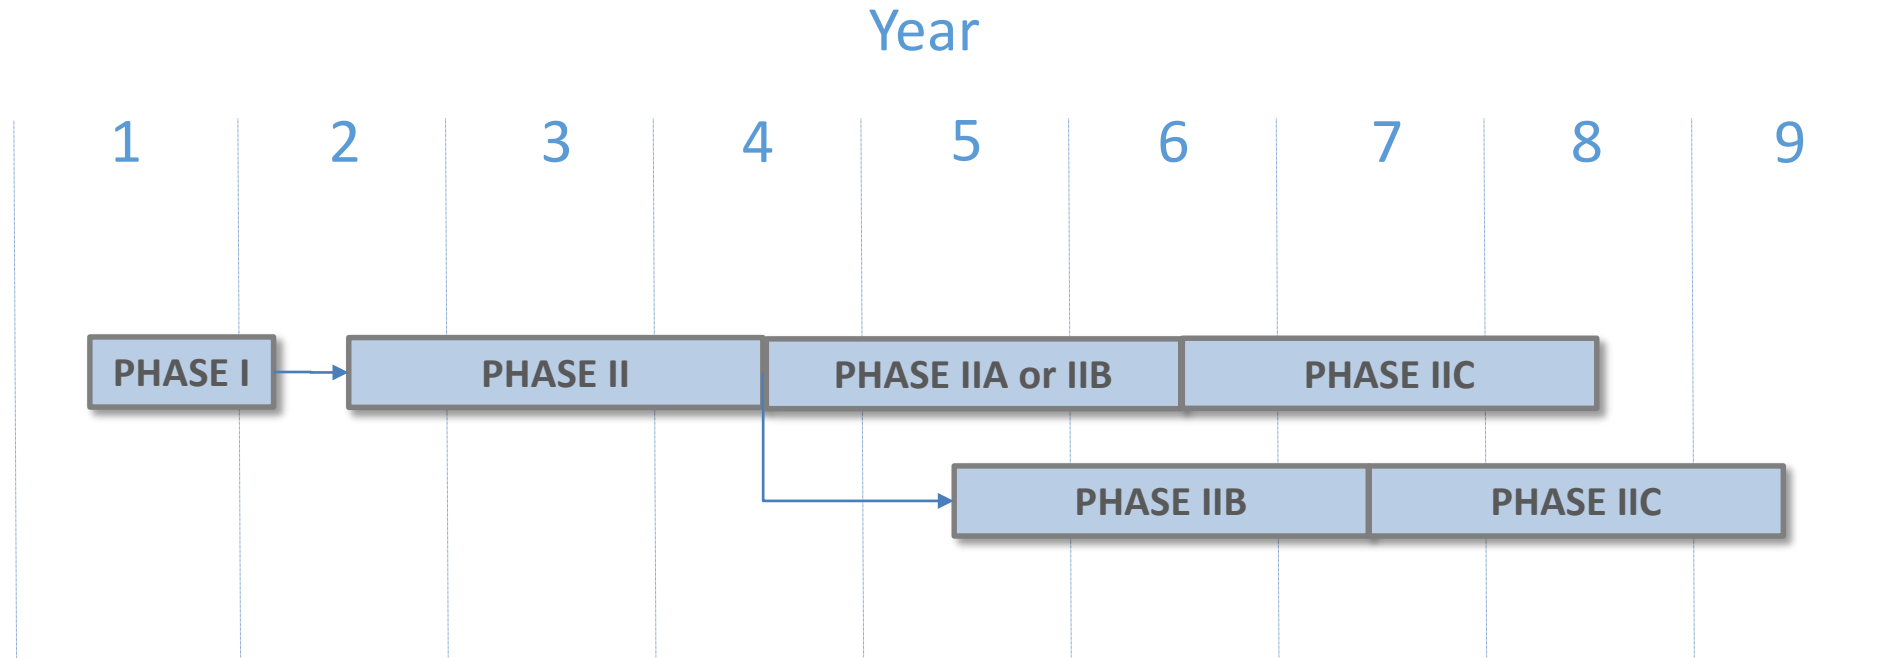 Year
1 2 3 4 5 6 7 8 9
PHASE I PHASE II PHASE IIA or IIB PHASE IIC
PHASE IIB PHASE IIC